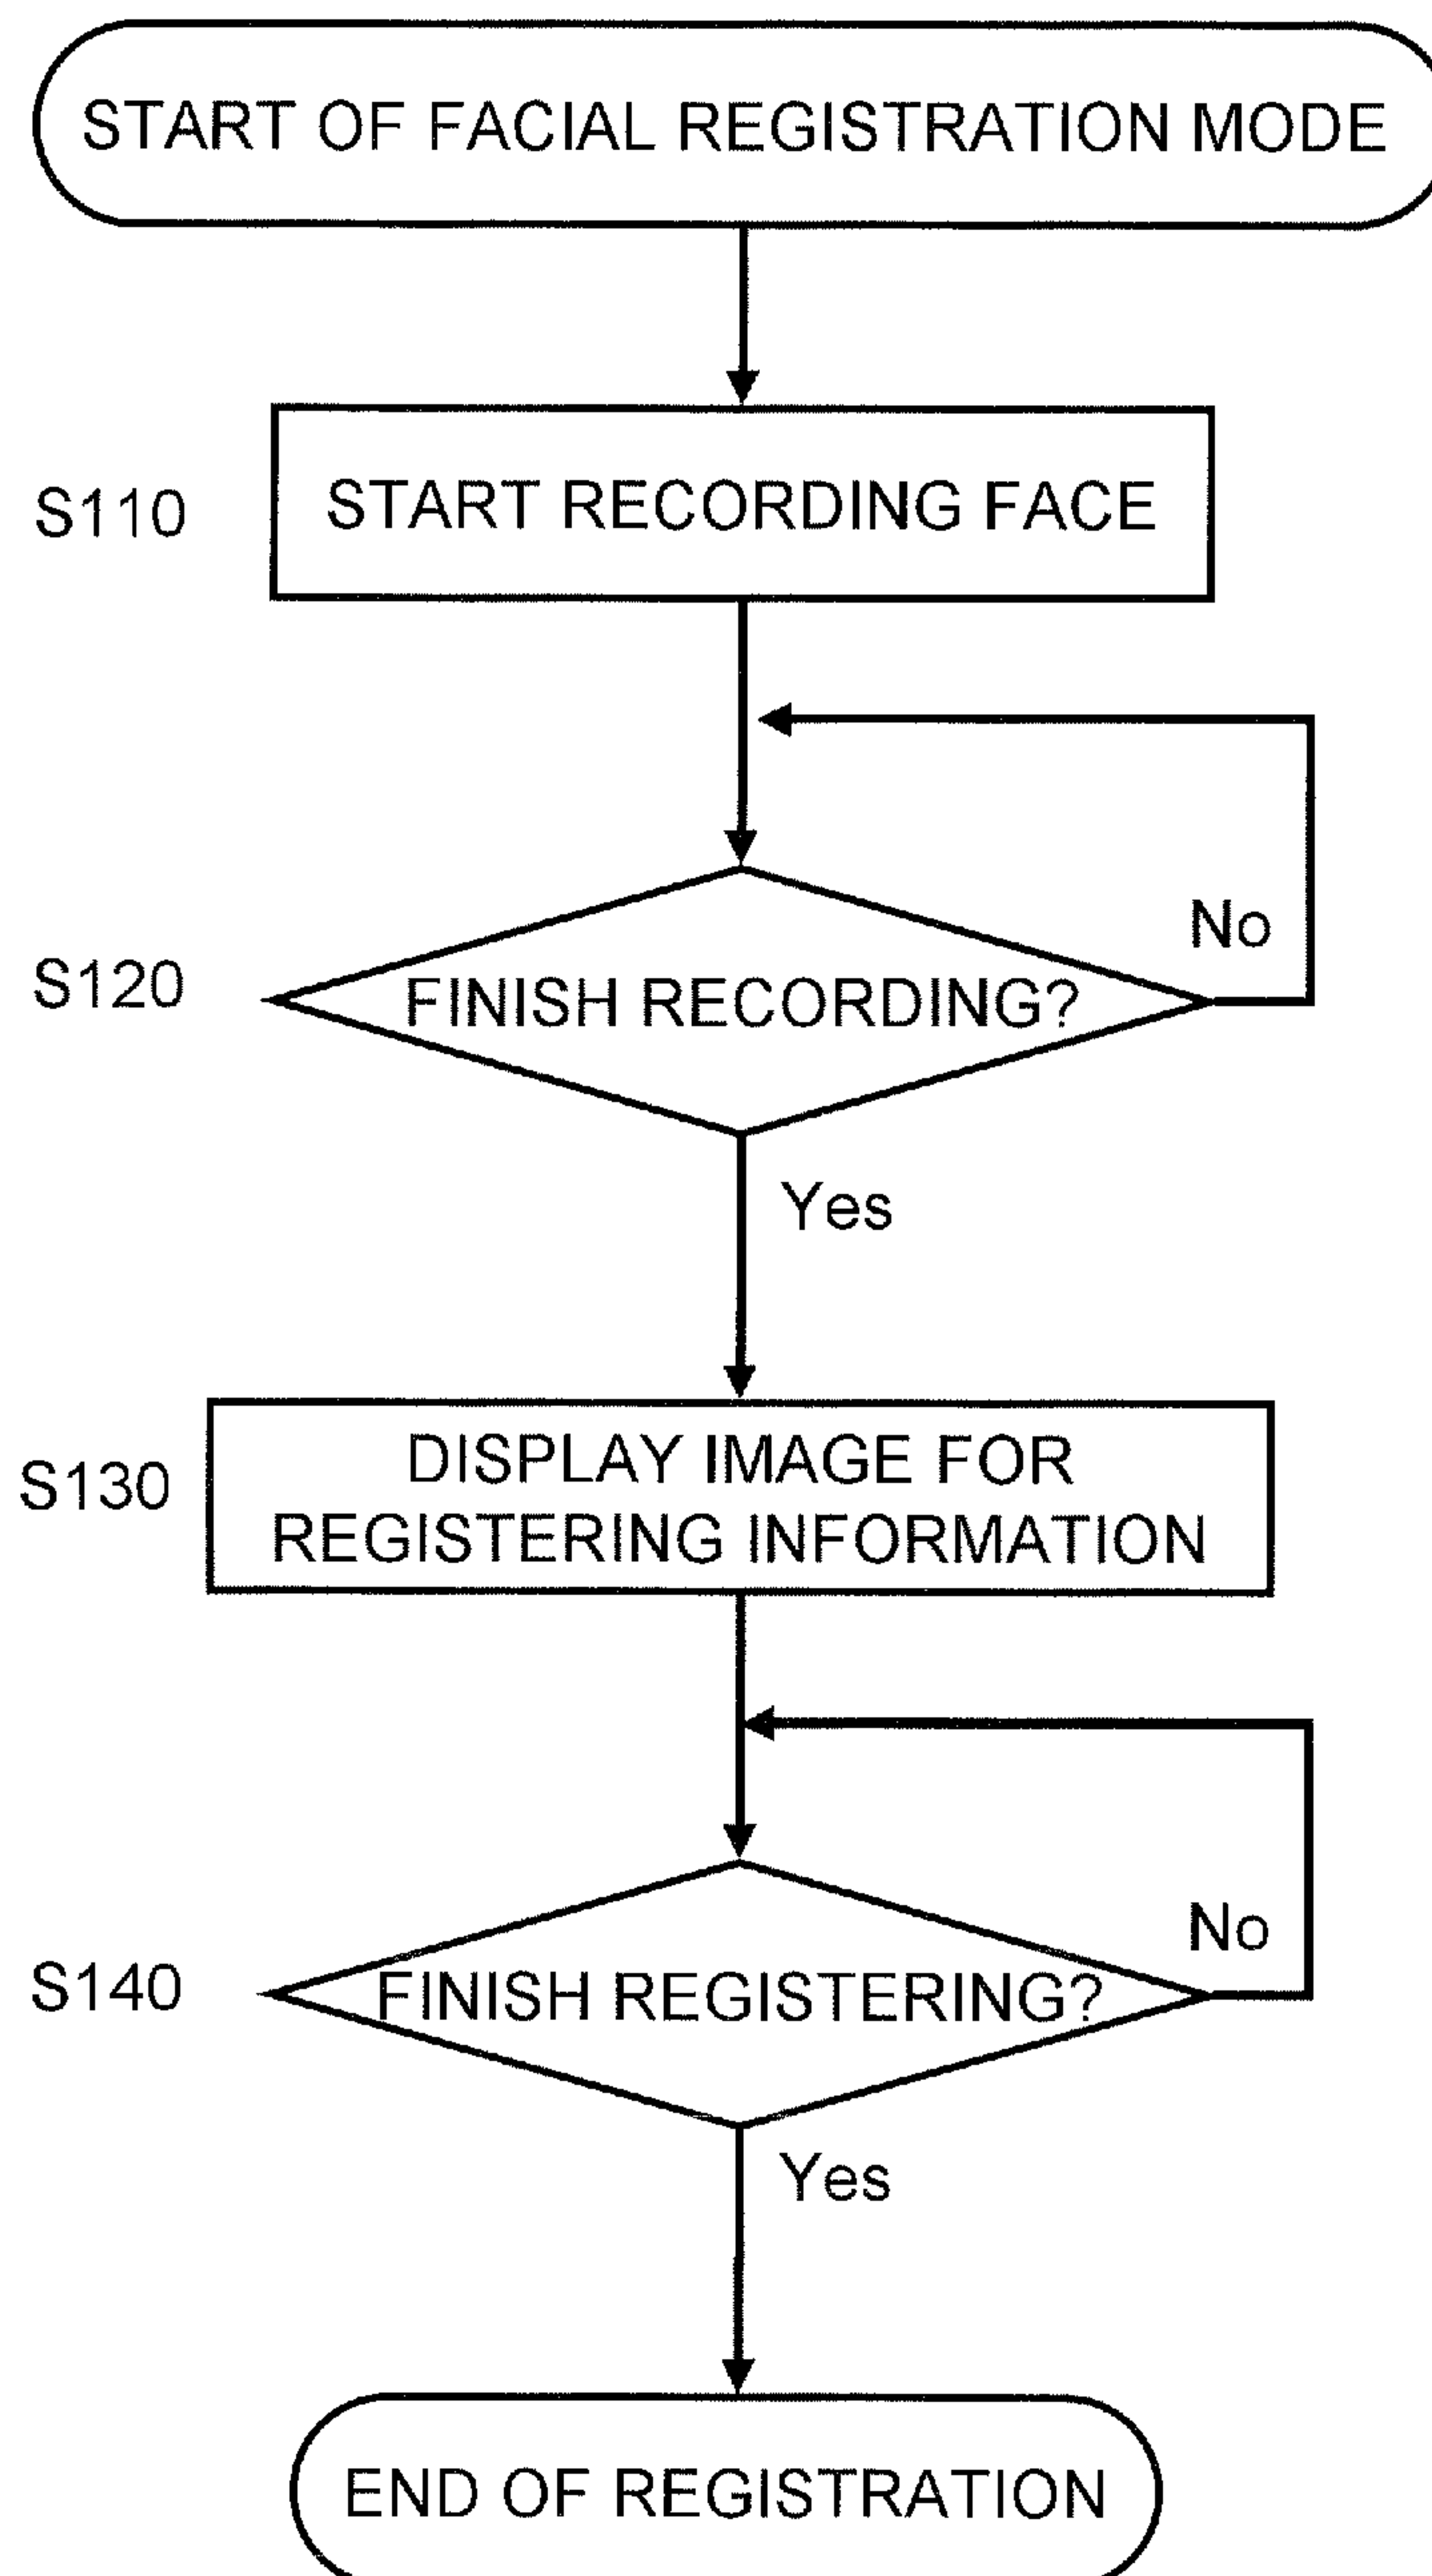 START OF FACIAL REGISTRATION MODE
S110
START RECORDING FACE
No
S120
FINISH RECORDING?
Yes
S130
DISPLAY IMAGE FOR
REGISTERING INFORMATION
No
S140
FINISH REGISTERING?
Yes
END OF REGISTRATION